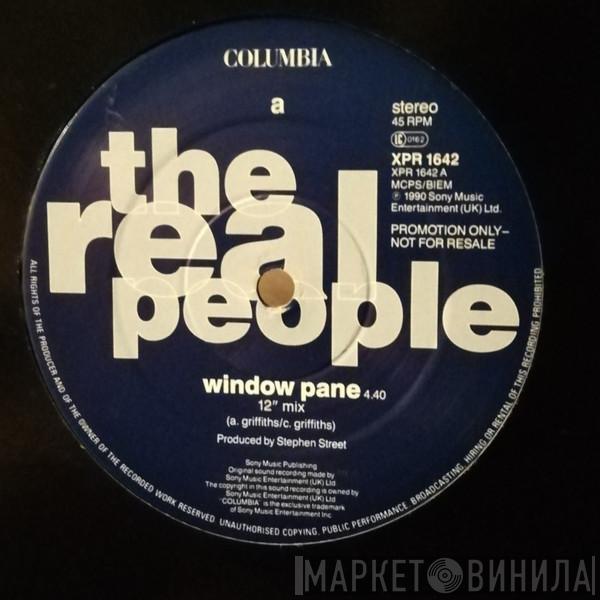 COLUMBIA
a
stereo
45 RPM
LC 0162
XPR 1642
XPR 1642 A
MCPS/BIEM
℗ 1990 Sony Music
Entertainment (UK) Ltd.
PROMOTION ONLY–
NOT FOR RESALE
the
real
people
window pane 4.40
12" mix
(a. griffiths/c. griffiths)
Produced by Stephen Street
Sony Music Publishing
Original sound recording made by
Sony Music Entertainment (UK) Ltd
The copyright in this sound recording is owned by
Sony Music Entertainment (UK) Ltd
"COLUMBIA" is the exclusive trademark
of Sony Music Entertainment Inc
ALL RIGHTS OF THE PRODUCER AND OF THE OWNER OF THE RECORDED WORK RESERVED UNAUTHORISED COPYING, PUBLIC PERFORMANCE BROADCASTING, HIRING OR RENTAL OF THIS RECORDING PROHIBITED
МАРКЕТ ВИНИЛА